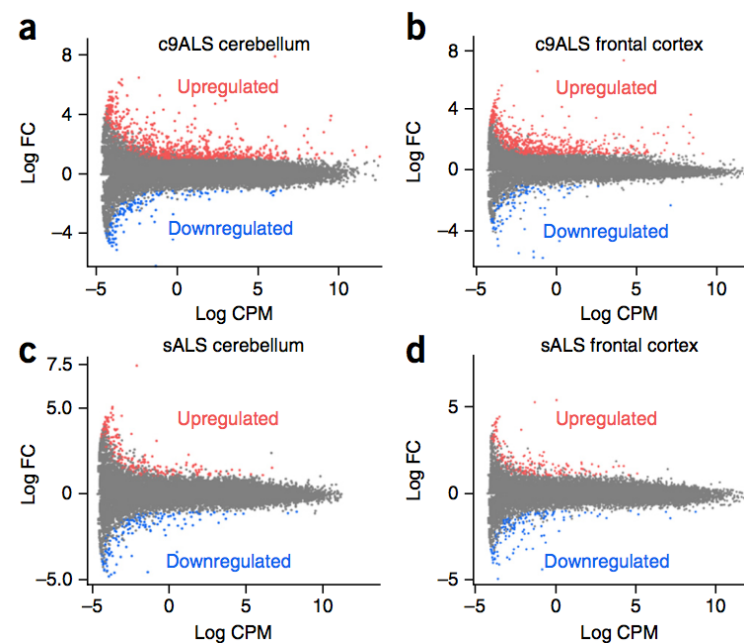 a
c9ALS cerebellum
8
4
0
−4
Log FC
Upregulated
Downregulated
−5
0
5
10
Log CPM
b
c9ALS frontal cortex
8
4
0
−4
Log FC
Upregulated
Downregulated
−5
0
5
10
Log CPM
c
sALS cerebellum
7.5
5.0
2.5
0
−5.0
Log FC
Upregulated
Downregulated
−5
0
5
10
Log CPM
d
sALS frontal cortex
5
0
−5
Log FC
Upregulated
Downregulated
−5
0
5
10
Log CPM